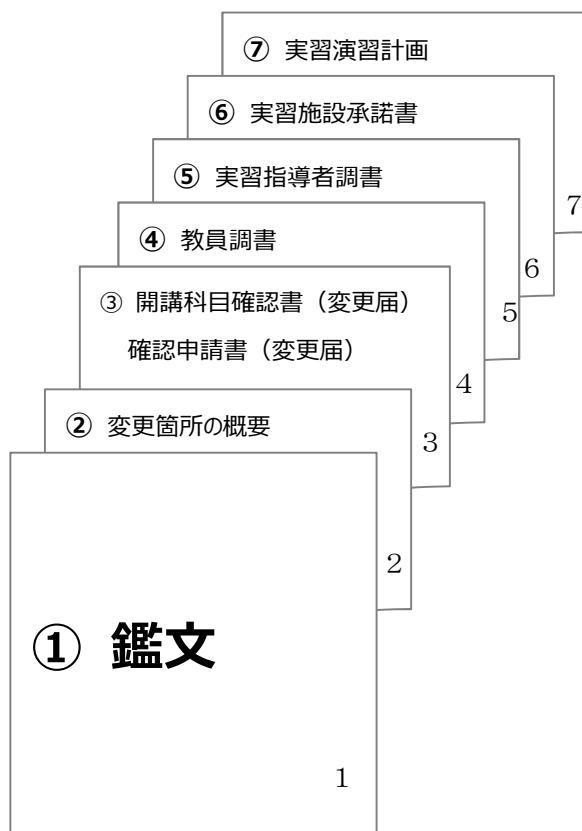 ⑦ 実習演習計画
⑥ 実習施設承諾書
⑤ 実習指導者調書
7
④ 教員調書
6
③ 開講科目確認書（変更届）
5
確認申請書（変更届）
4
② 変更箇所の概要
3
2
① 鑑文
1